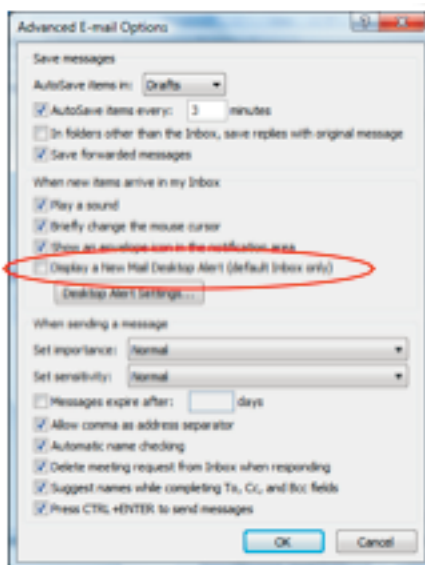 Advanced E-mail Options
Save messages
AutoSave items in: Drafts
AutoSave items every: 3 minutes
In folders other than the Inbox, save replies with original message
Save forwarded messages
When new items arrive in my Inbox
Play a sound
Briefly change the mouse cursor
Show an envelope icon in the notification area
Display a New Mail Desktop Alert (default Inbox only)
Desktop Alert Settings...
When sending a message
Set importance: Normal
Set sensitivity: Normal
Messages expire after: days
Allow comma as address separator
Automatic name checking
Delete meeting request from Inbox when responding
Suggest names while completing To, Cc, and Bcc fields
Press CTRL +ENTER to send messages
OK Cancel